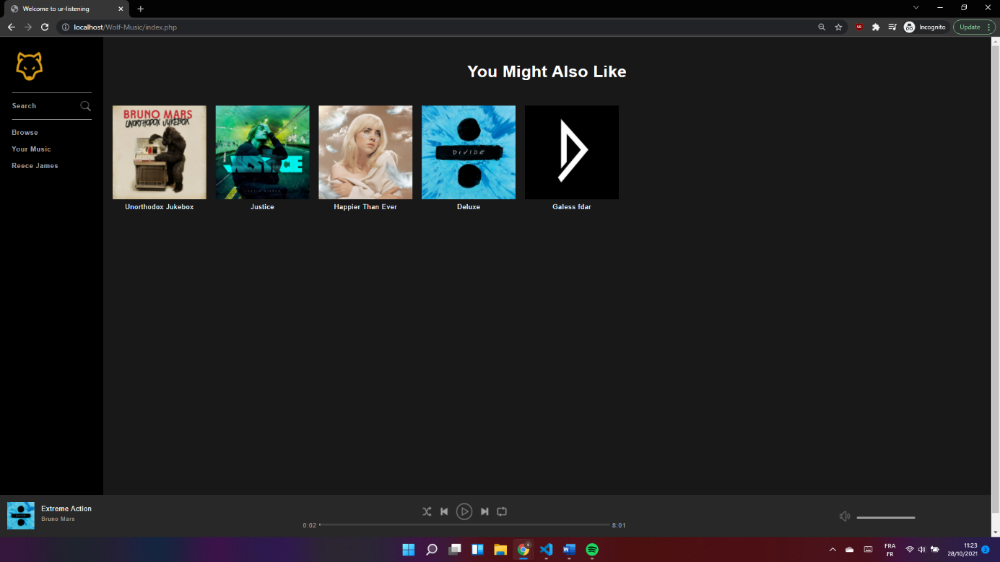 Welcome to ur-listening
localhost/Wolf-Music/index.php
Incognito
Update
You Might Also Like
Search
Browse
Your Music
Reece James
BRUNO MARS
UNORTHODOX JUKEBOX
JUSTICE
DIVIDE
Unorthodox Jukebox
Justice
Happier Than Ever
Deluxe
Galess fdar
Extreme Action
Bruno Mars
DIVIDE
0:02
8:01
FRA
FR
11:23
28/10/2021
3